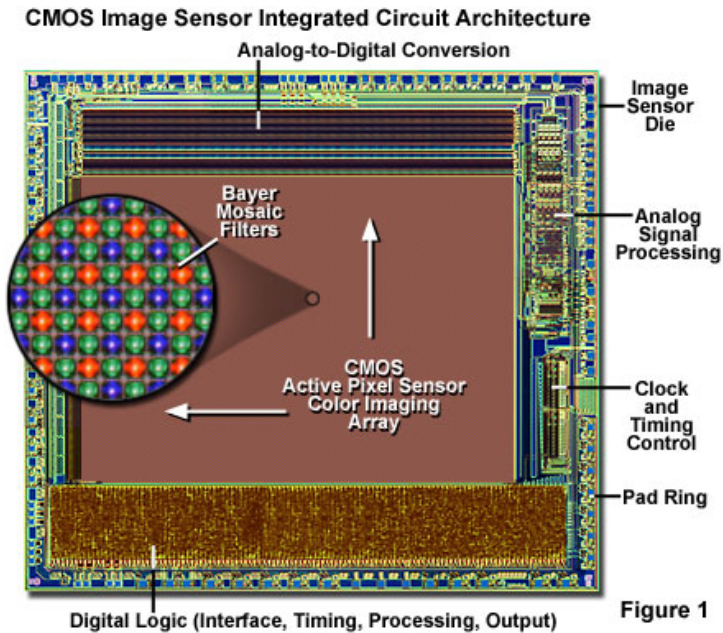 CMOS Image Sensor Integrated Circuit Architecture
Analog-to-Digital Conversion
Image
Sensor
Die
Bayer
Mosaic
Filters
Analog
Signal
Processing
CMOS
Active Pixel Sensor
Color Imaging
Array
Clock
and
Timing
Control
Pad Ring
Digital Logic (Interface, Timing, Processing, Output)
Figure 1